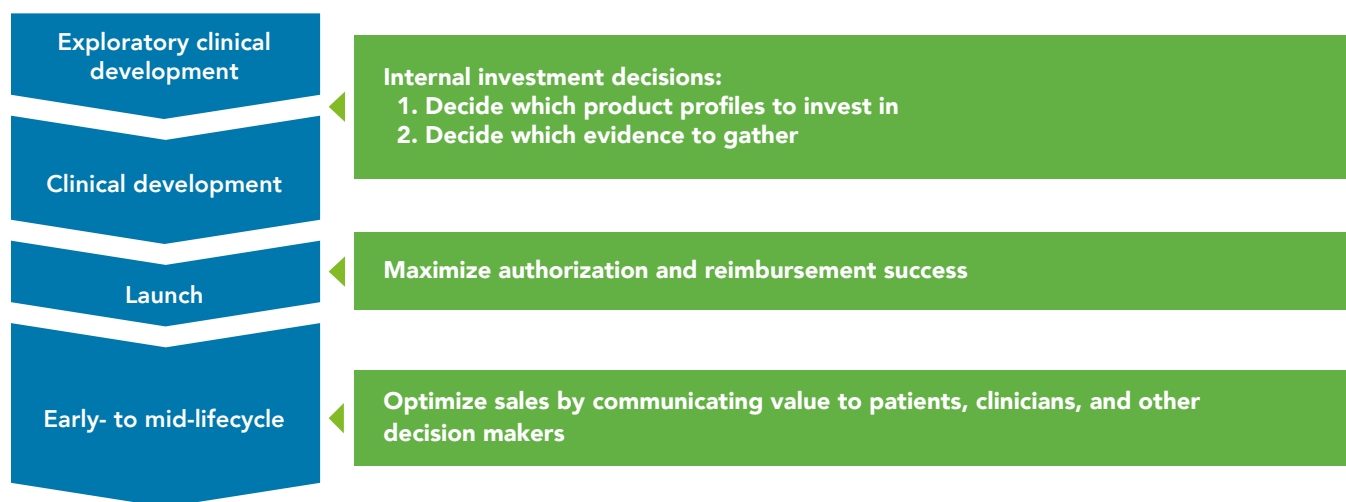 Exploratory clinical
development
Internal investment decisions:
1. Decide which product profiles to invest in
2. Decide which evidence to gather
Clinical development
Maximize authorization and reimbursement success
Launch
Optimize sales by communicating value to patients, clinicians, and other
decision makers
Early- to mid-lifecycle